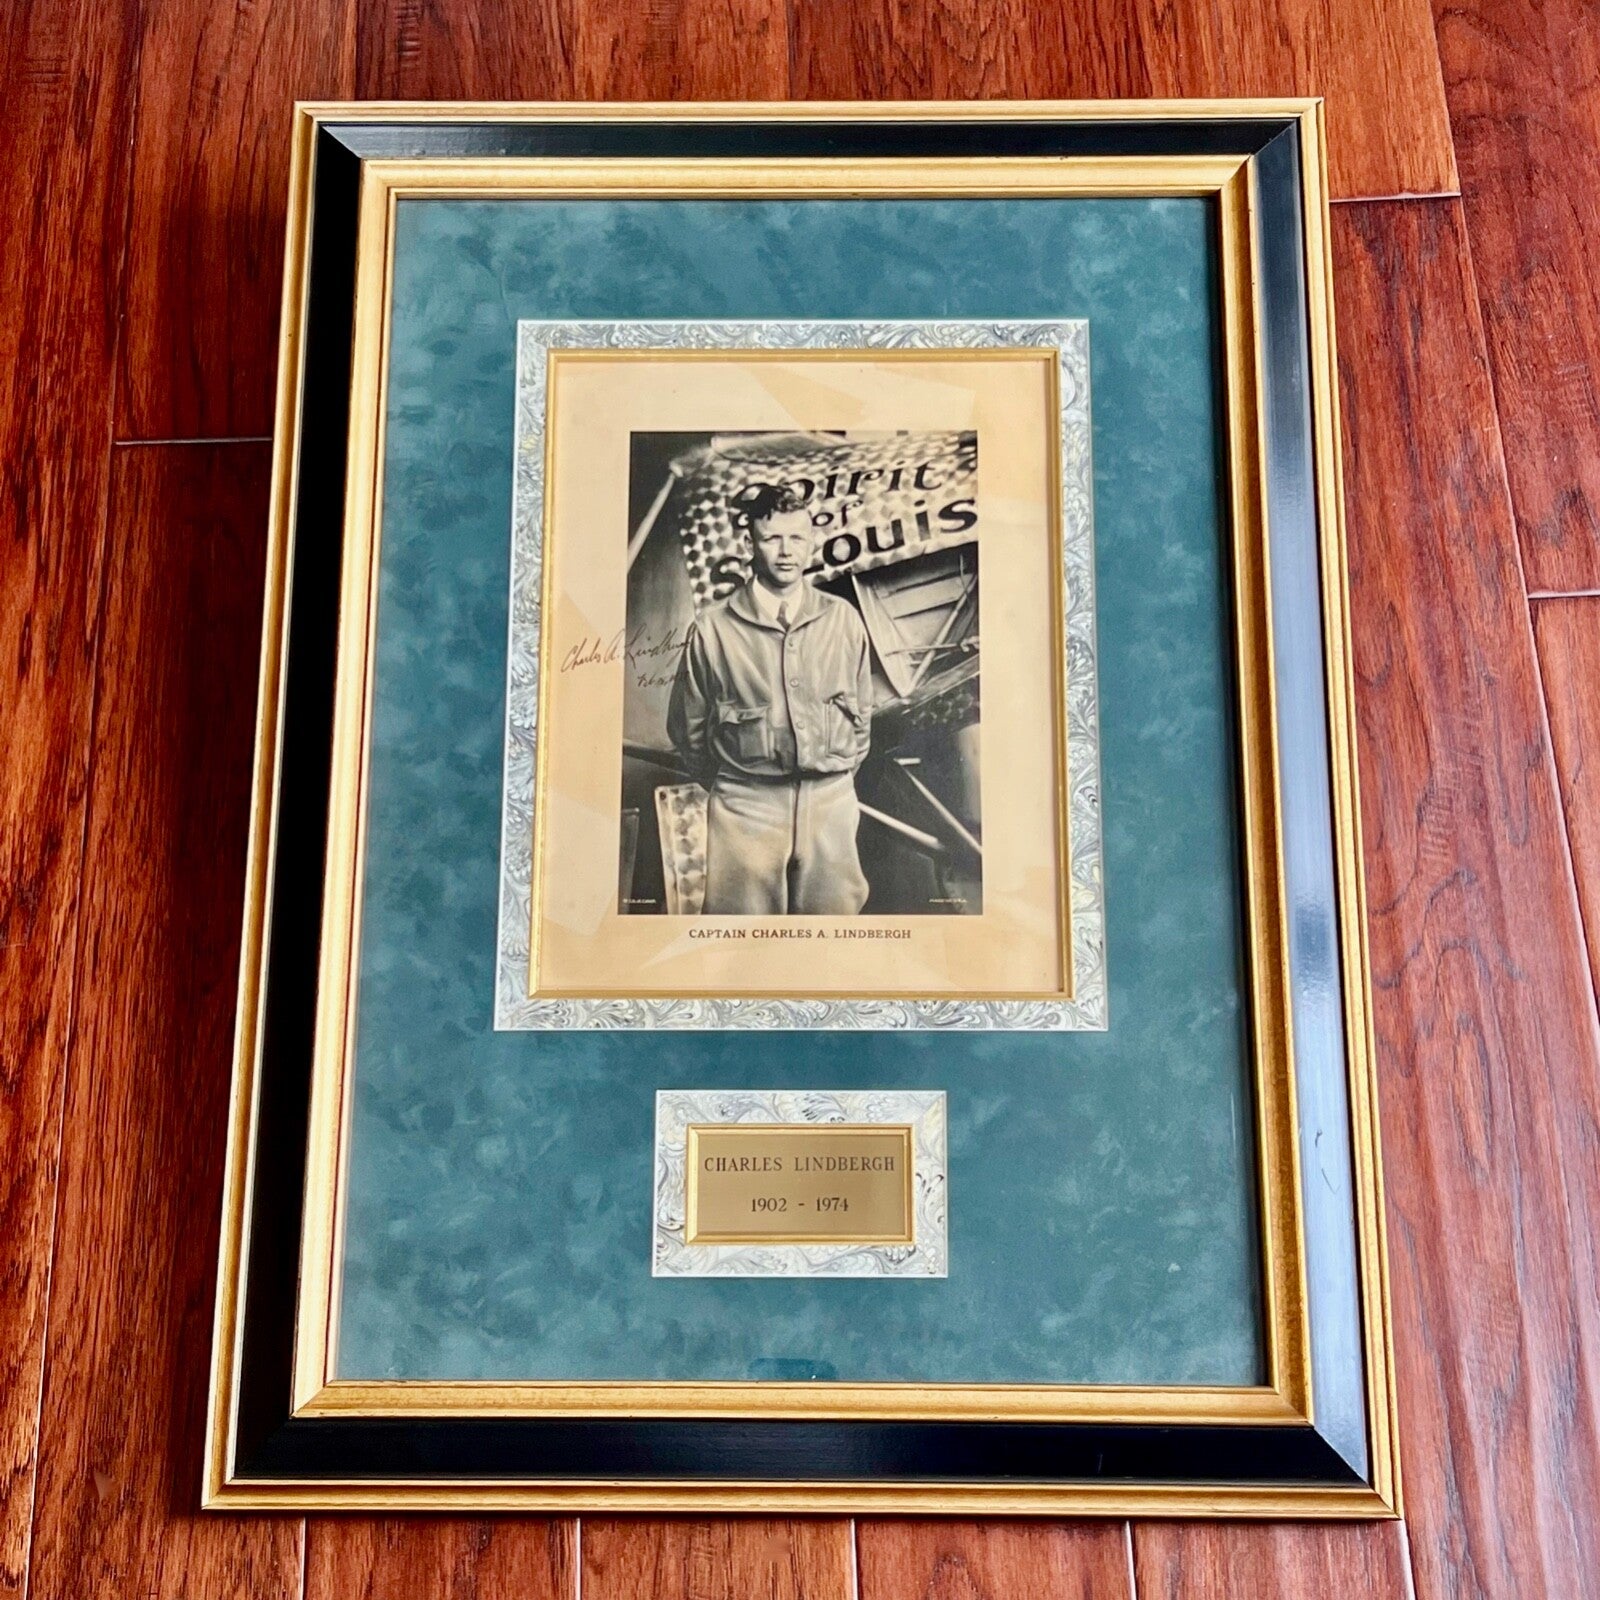 Spirit
of
St. Louis
Charles A. Lindbergh
CAPTAIN CHARLES A. LINDBERGH
CHARLES LINDBERGH
1902 - 1974